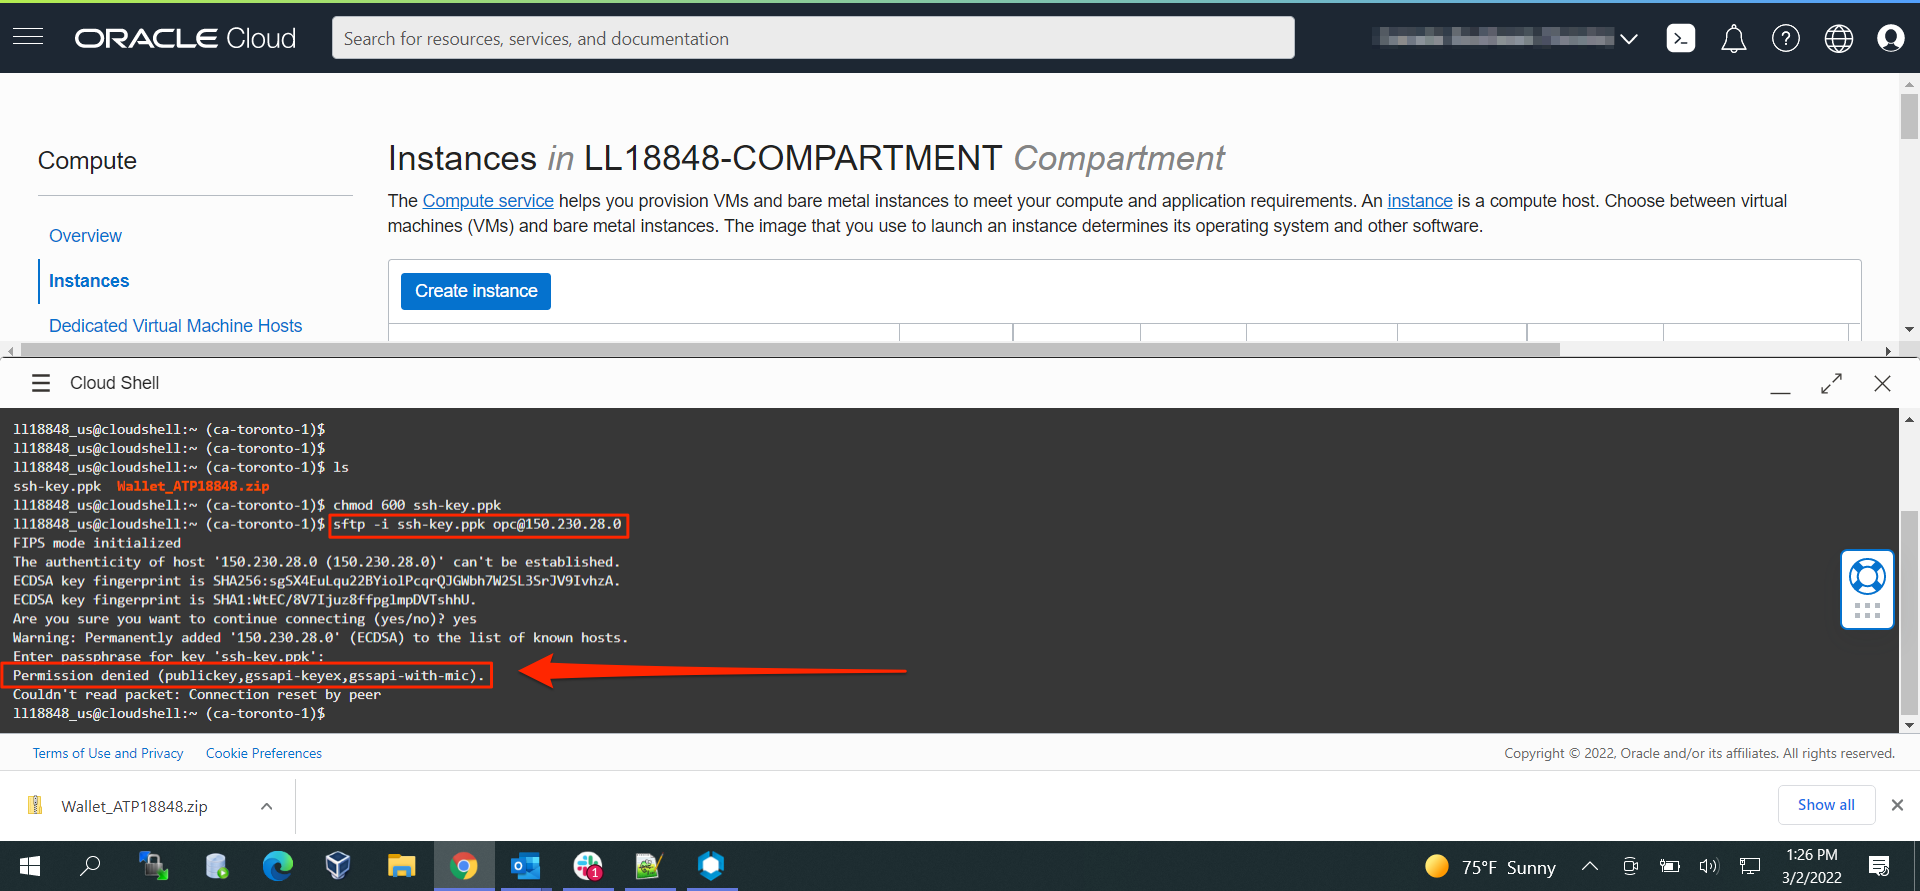 ORACLE Cloud
Search for resources, services, and documentation
Compute
Overview
Instances
Dedicated Virtual Machine Hosts
Instances in LL18848-COMPARTMENT Compartment
The Compute service helps you provision VMs and bare metal instances to meet your compute and application requirements. An instance is a compute host. Choose between virtual
machines (VMs) and bare metal instances. The image that you use to launch an instance determines its operating system and other software.
Create instance
Cloud Shell
ll18848_us@cloudshell:~ (ca-toronto-1)$
ll18848_us@cloudshell:~ (ca-toronto-1)$
ll18848_us@cloudshell:~ (ca-toronto-1)$ ls
ssh-key.ppk  Wallet_ATP18848.zip
ll18848_us@cloudshell:~ (ca-toronto-1)$ chmod 600 ssh-key.ppk
ll18848_us@cloudshell:~ (ca-toronto-1)$ sftp -i ssh-key.ppk opc@150.230.28.0
FIPS mode initialized
The authenticity of host '150.230.28.0 (150.230.28.0)' can't be established.
ECDSA key fingerprint is SHA256:sgSX4EuLqu22BYiolPcqrQJGWbh7W2SL3SrJV9IvhzA.
ECDSA key fingerprint is SHA1:WtEC/8V7Ijuz8ffpglmpDVTshhU.
Are you sure you want to continue connecting (yes/no)? yes
Warning: Permanently added '150.230.28.0' (ECDSA) to the list of known hosts.
Enter passphrase for key 'ssh-key.ppk':
Permission denied (publickey,gssapi-keyex,gssapi-with-mic).
Couldn't read packet: Connection reset by peer
ll18848_us@cloudshell:~ (ca-toronto-1)$
Terms of Use and Privacy
Cookie Preferences
Copyright © 2022, Oracle and/or its affiliates. All rights reserved.
Wallet_ATP18848.zip
Show all
1
75°F Sunny
1:26 PM
3/2/2022